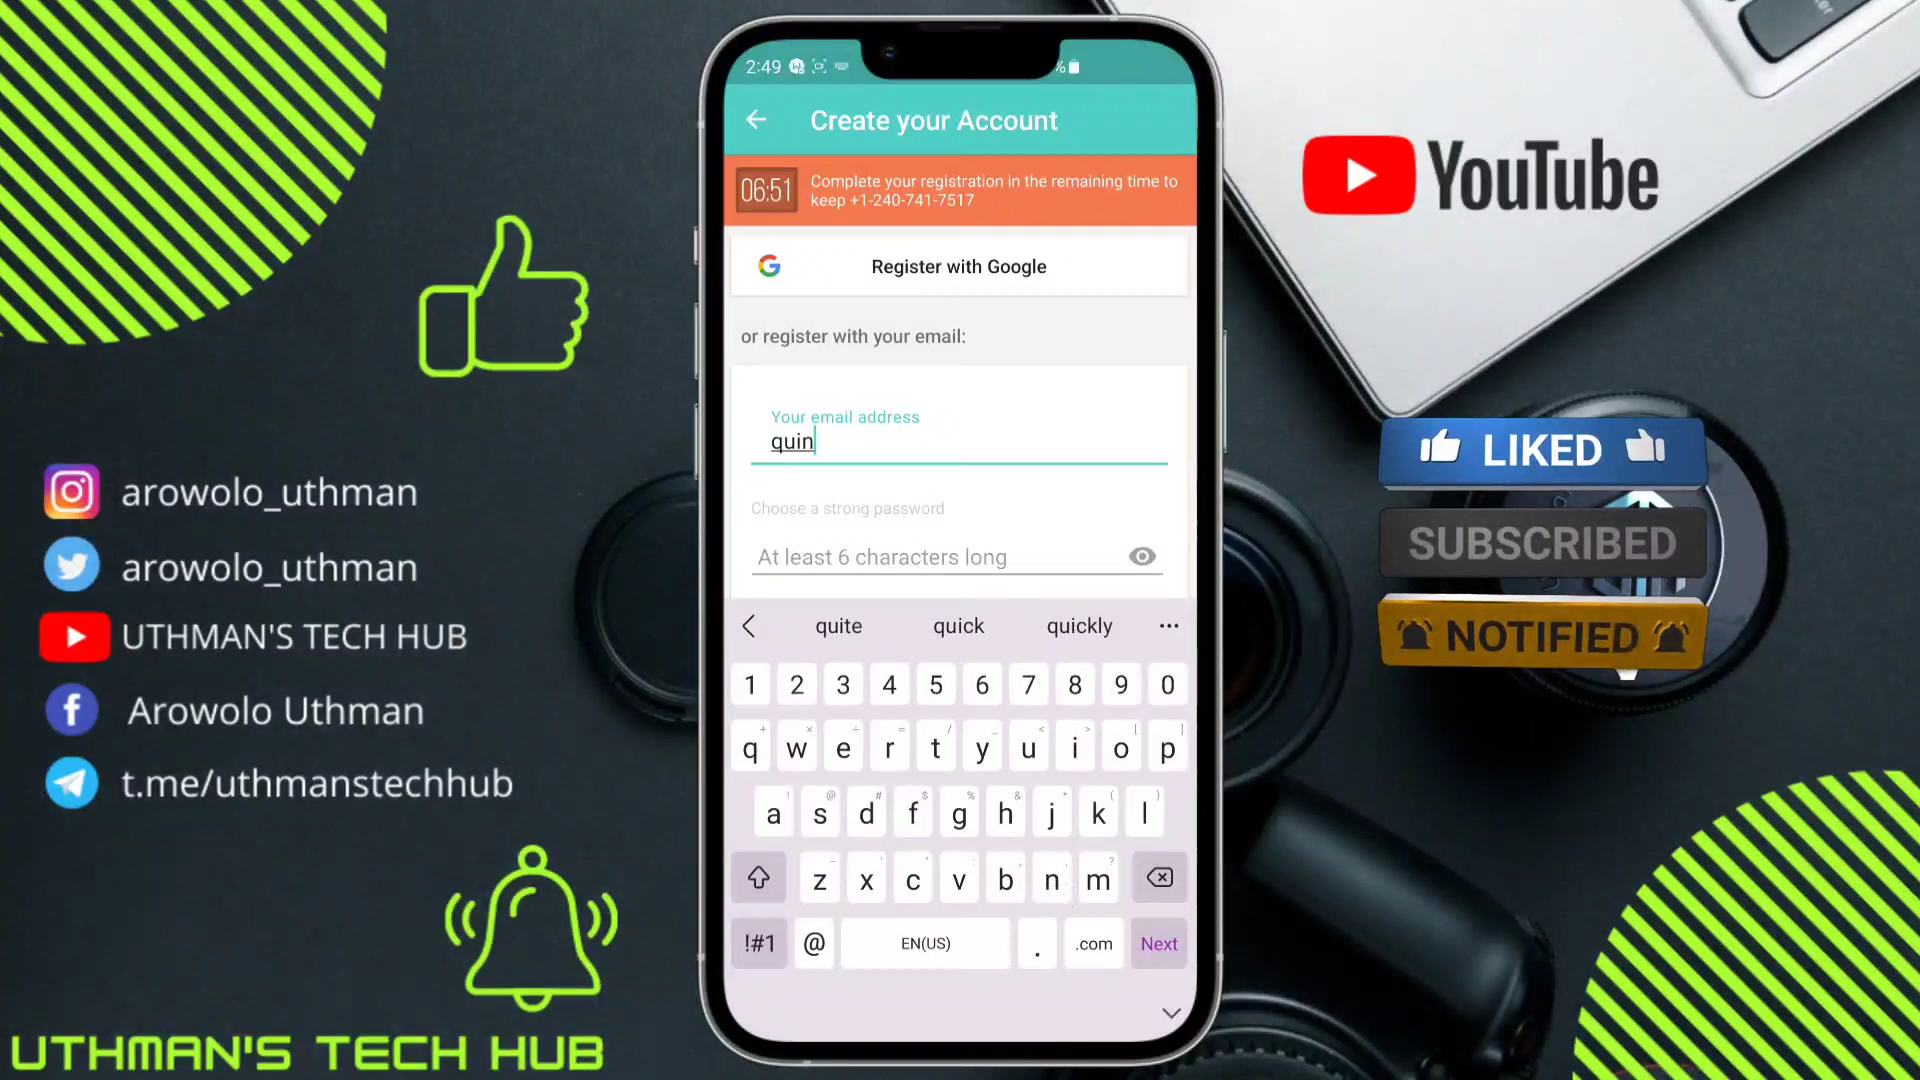 2:49
%
Create your Account
06:51
Complete your registration in the remaining time to
keep +1-240-741-7517
Register with Google
or register with your email:
Your email address
quin
Choose a strong password
At least 6 characters long
quite quick quickly
1 2 3 4 5 6 7 8 9 0
q w e r t y u i o p
a s d f g h j k l
z x c v b n m
!#1 @ EN(US) . .com Next
YouTube
LIKED
SUBSCRIBED
NOTIFIED
arowolo_uthman
arowolo_uthman
UTHMAN'S TECH HUB
Arowolo Uthman
t.me/uthmanstechhub
UTHMAN'S TECH HUB